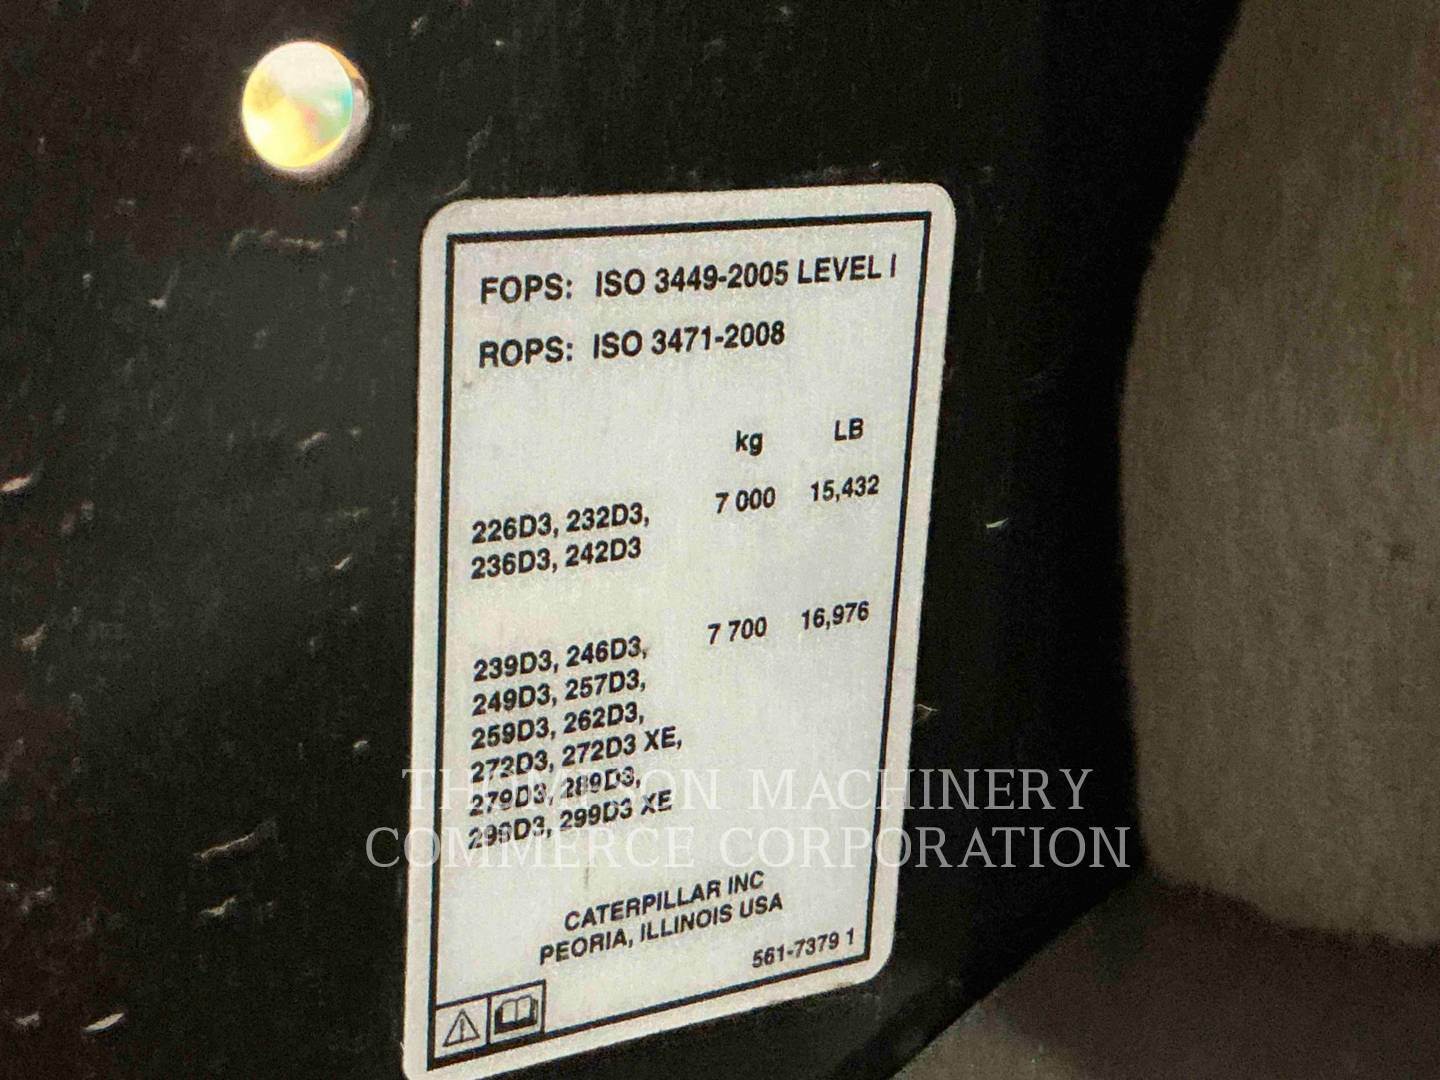 FOPS: ISO 3449-2005 LEVEL I
ROPS: ISO 3471-2008
kg LB
226D3, 232D3, 7 000 15,432
236D3, 242D3
239D3, 246D3, 7 700 16,976
249D3, 257D3,
259D3, 262D3,
272D3, 272D3 XE,
279D3, 289D3,
299D3, 299D3 XE
THOMPSON MACHINERY
COMMERCE CORPORATION
CATERPILLAR INC
PEORIA, ILLINOIS USA
561-7379 1